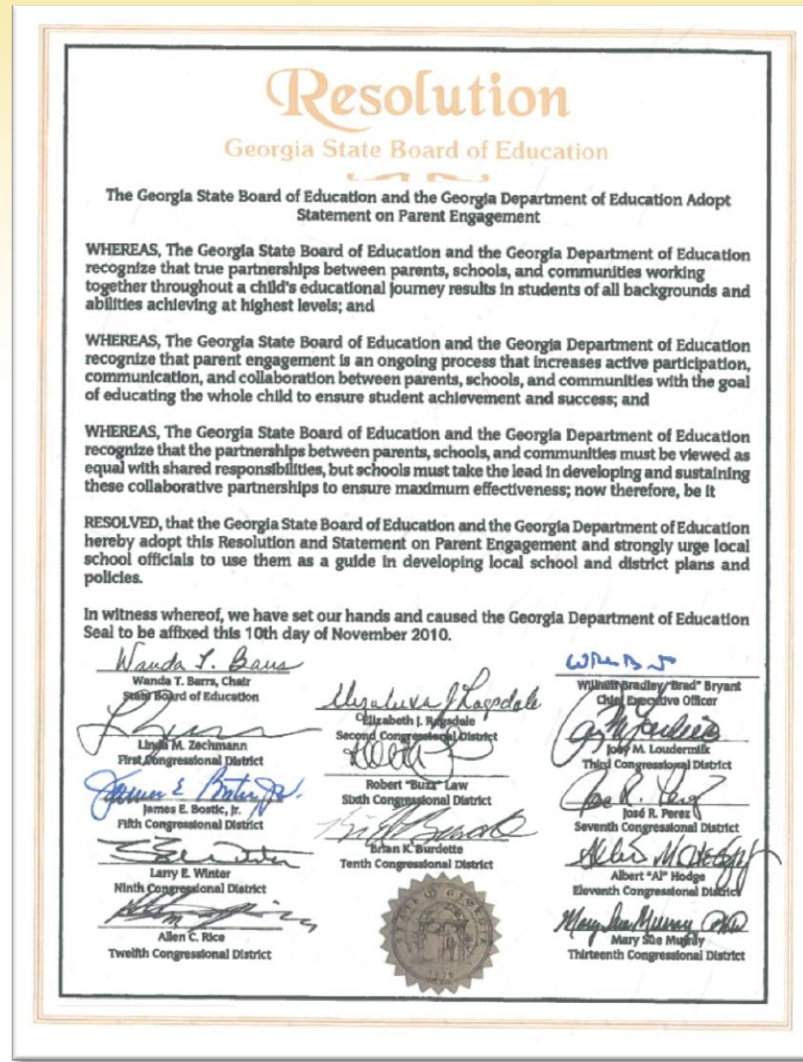 Resolution
Georgia State Board of Education
The Georgia State Board of Education and the Georgia Department of Education Adopt
Statement on Parent Engagement
WHEREAS, The Georgia State Board of Education and the Georgia Department of Education
recognize that true partnerships between parents, schools, and communities working
together throughout a child's educational journey results in students of all backgrounds and
abilities achieving at highest levels; and
WHEREAS, The Georgia State Board of Education and the Georgia Department of Education
recognize that parent engagement is an ongoing process that increases active participation,
communication, and collaboration between parents, schools, and communities with the goal
of educating the whole child to ensure student achievement and success; and
WHEREAS, The Georgia State Board of Education and the Georgia Department of Education
recognize that the partnerships between parents, schools, and communities must be viewed as
equal with shared responsibilities, but schools must take the lead in developing and sustaining
these collaborative partnerships to ensure maximum effectiveness; now therefore, be it
RESOLVED, that the Georgia State Board of Education and the Georgia Department of Education
hereby adopt this Resolution and Statement on Parent Engagement and strongly urge local
school officials to use them as a guide in developing local school and district plans and
policies.
In witness whereof, we have set our hands and caused the Georgia Department of Education
Seal to be affixed this 10th day of November 2010.
Wanda T. Barrs
Wanda T. Barrs, Chair
State Board of Education
Linda M. Zechmann
First Congressional District
James E. Bostic, Jr.
James E. Bostic, Jr.
Fifth Congressional District
Larry E. Winter
Ninth Congressional District
Allen C. Rice
Twelfth Congressional District
Elizabeth J. Ragsdale
Elizabeth J. Ragsdale
Second Congressional District
Robert "Buzz" Law
Sixth Congressional District
Brian K. Burdette
Tenth Congressional District
William Bradley "Brad" Bryant
Chief Executive Officer
Joby M. Loudermilk
Third Congressional District
Jose R. Perez
José R. Perez
Seventh Congressional District
Albert "Al" Hodge
Eleventh Congressional District
Mary Sue Murray
Mary Sue Murray
Thirteenth Congressional District